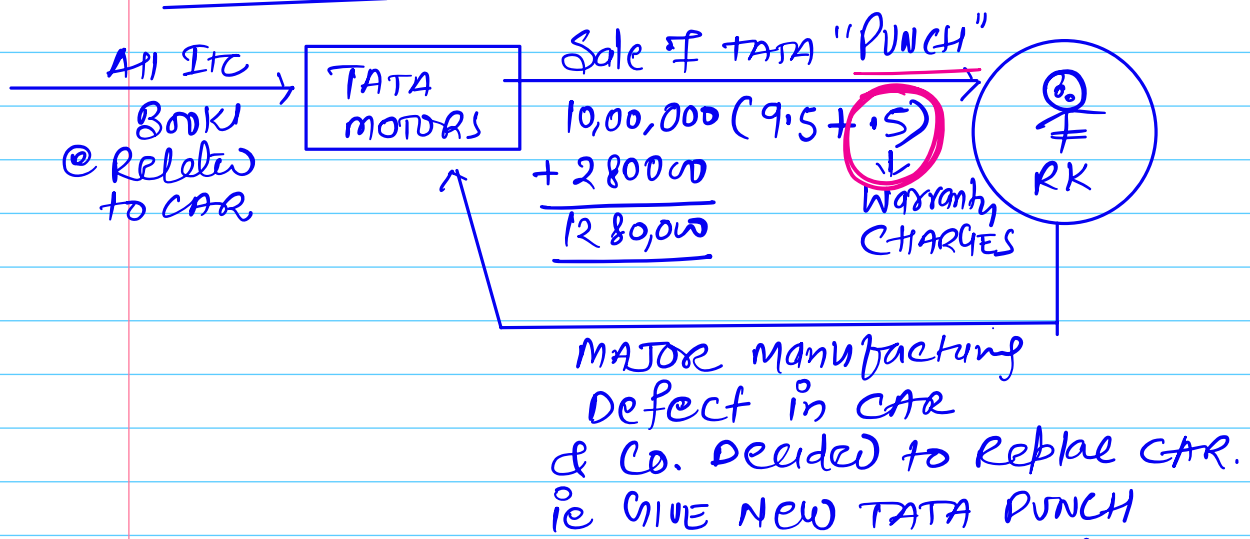 All ITC
Book!
@ Related
to CAR
TATA
MOTORS
Sale of TATA "PUNCH"
10,00,000 (9.5 + .5)
+ 280000
1280,000
Warranty
CHARGES
RK
MAJOR Manufacturing
Defect in CAR
& Co. Decided to Replace CAR.
ie GIVE NEW TATA PUNCH